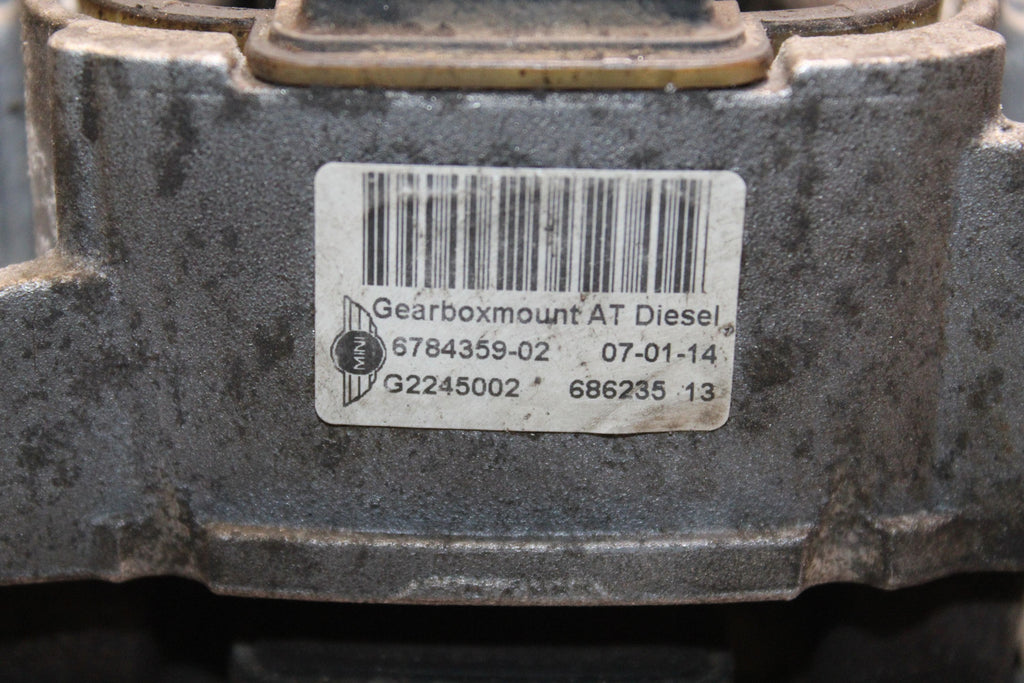 Gearboxmount AT Diesel
MINI
6784359-02 07-01-14
G2245002 686235 13